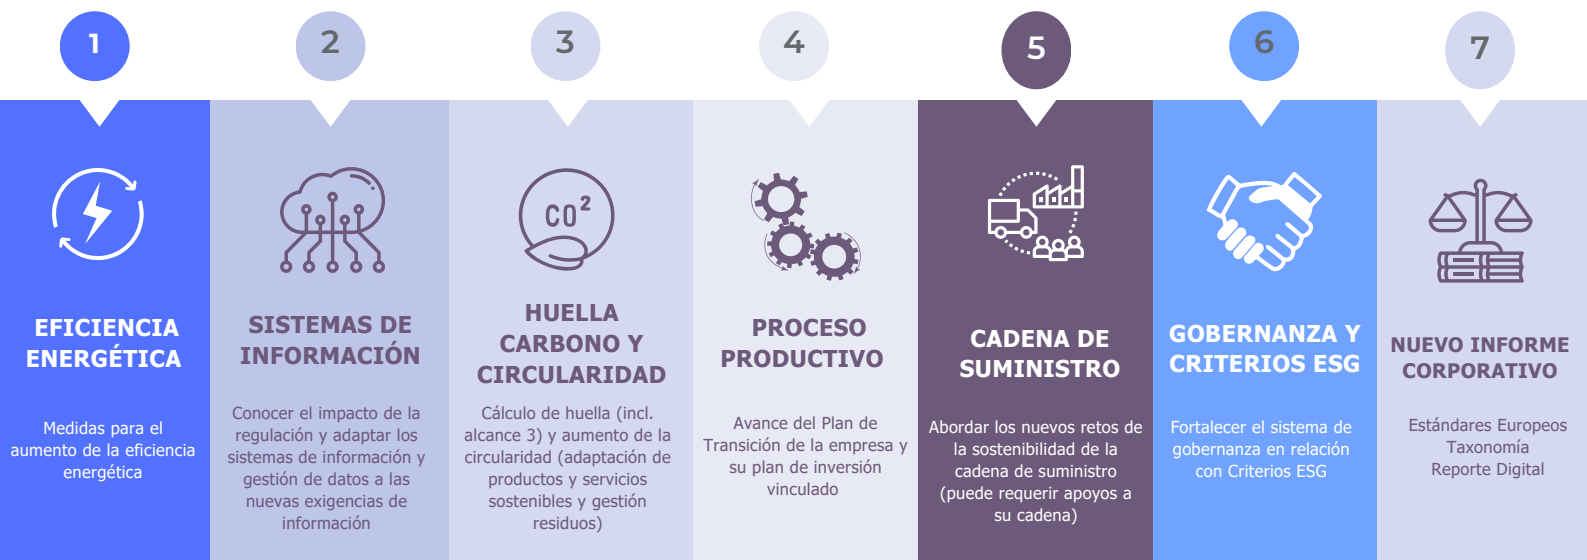 1
EFICIENCIA
ENERGÉTICA
Medidas para el
aumento de la eficiencia
energética
2
SISTEMAS DE
INFORMACIÓN
Conocer el impacto de la
regulación y adaptar los
sistemas de información y
gestión de datos a las
nuevas exigencias de
información
3
CO²
HUELLA
CARBONO Y
CIRCULARIDAD
Cálculo de huella (incl.
alcance 3) y aumento de la
circularidad (adaptación de
productos y servicios
sostenibles y gestión
residuos)
4
PROCESO
PRODUCTIVO
Avance del Plan de
Transición de la empresa y
su plan de inversión
vinculado
5
CADENA DE
SUMINISTRO
Abordar los nuevos retos de
la sostenibilidad de la
cadena de suministro
(puede requerir apoyos a
su cadena)
6
GOBERNANZA Y
CRITERIOS ESG
Fortalecer el sistema de
gobernanza en relación
con Criterios ESG
7
NUEVO INFORME
CORPORATIVO
Estándares Europeos
Taxonomía
Reporte Digital